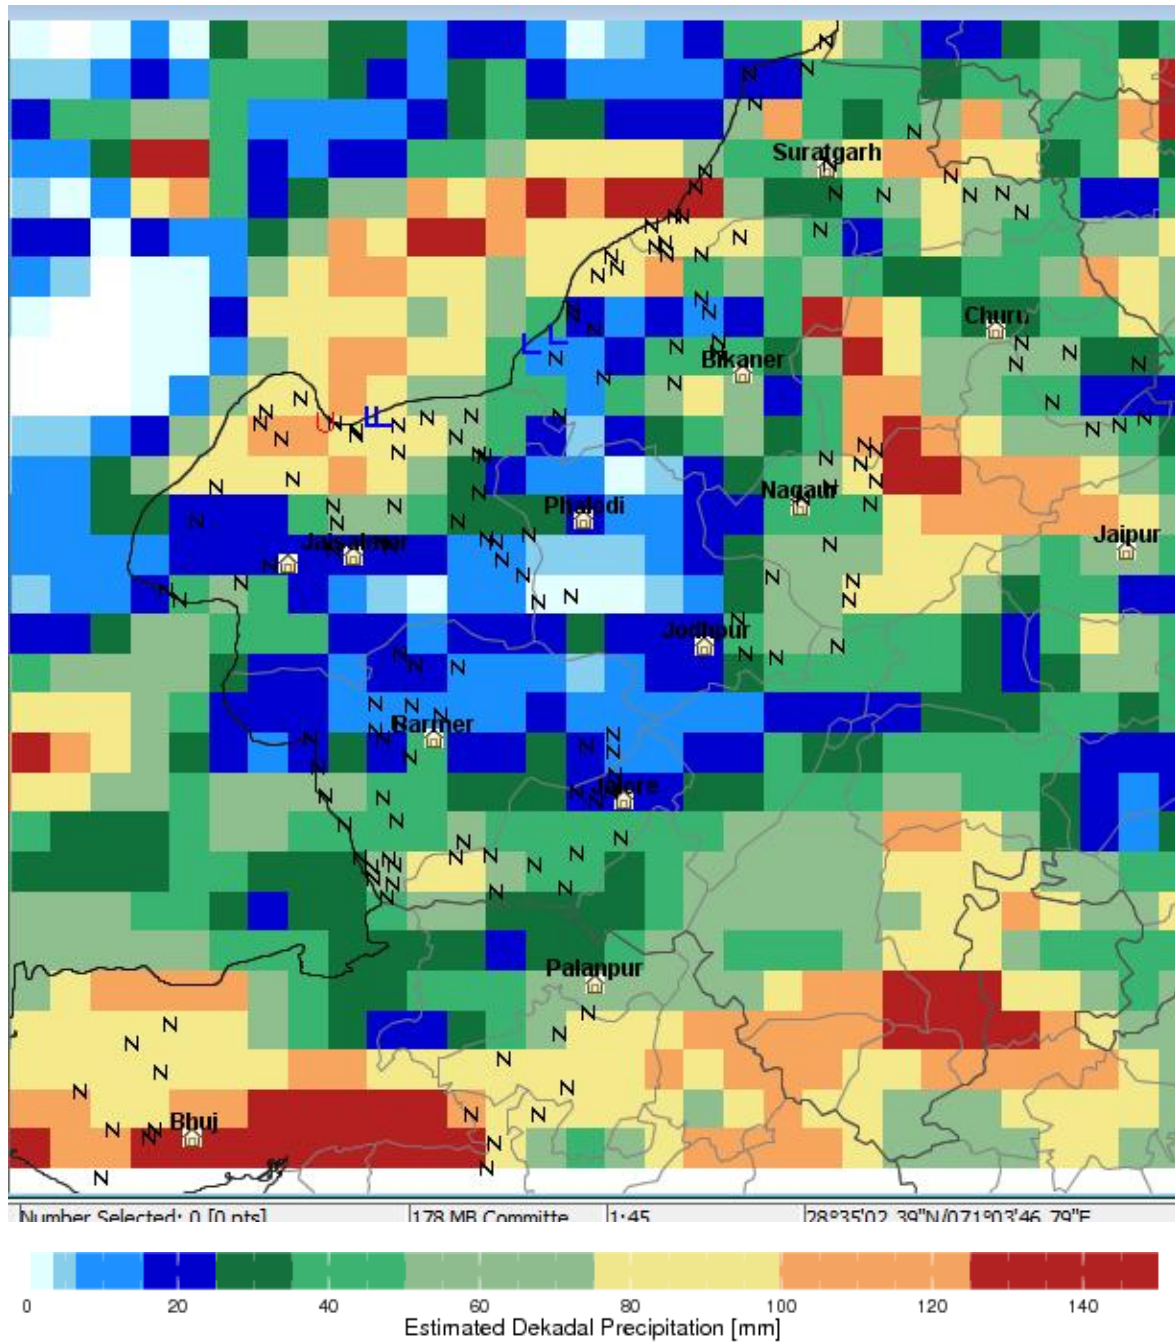 Suratgarh
Churu
Bikaner
Nagaur
Phalodi
Jaipur
Jaisalmer
Jodhpur
Barmer
Jalore
Palanpur
Bhuj
Number Selected: 0 [0 pts] 178 MB Committe 1:45 28°35'02.39"N/071°03'46.79"E
0 20 40 60 80 100 120 140
Estimated Dekadal Precipitation [mm]